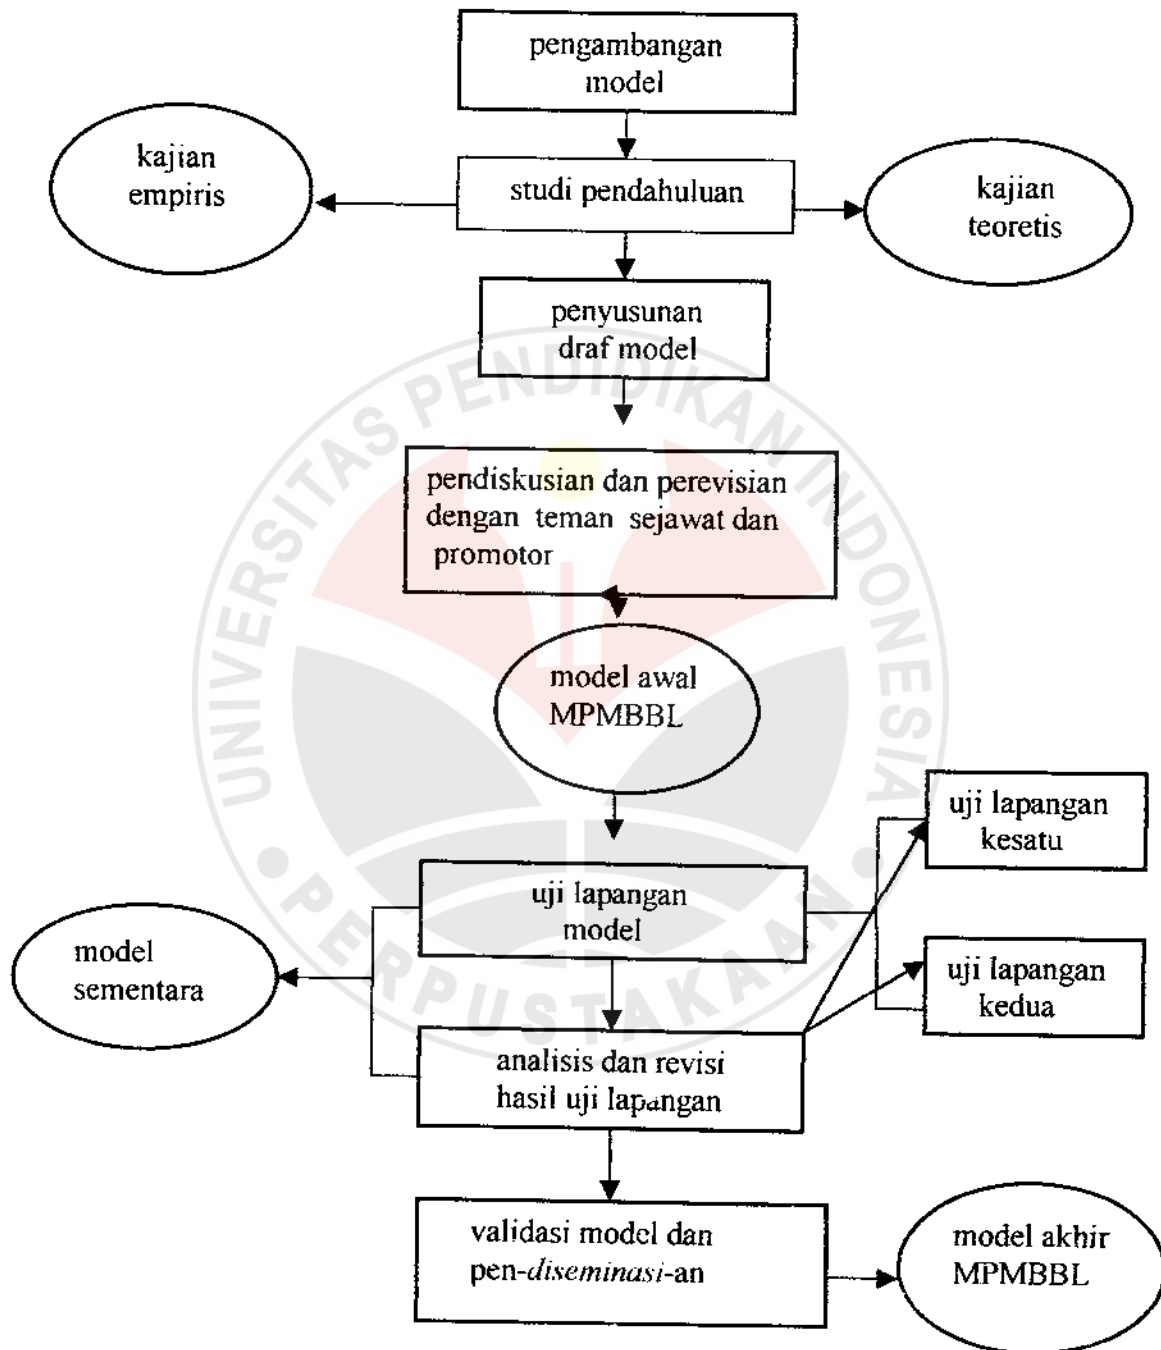 pengambangan
model
kajian
empiris
studi pendahuluan
kajian
teoretis
penyusunan
draf model
pendiskusian dan perevisian
dengan teman sejawat dan
promotor
model awal
MPMBBL
uji lapangan
kesatu
uji lapangan
model
model
sementara
uji lapangan
kedua
analisis dan revisi
hasil uji lapangan
validasi model dan
pen-diseminasi-an
model akhir
MPMBBL
UNIVERSITAS PENDIDIKAN INDONESIA
PERPUSTAKAAN